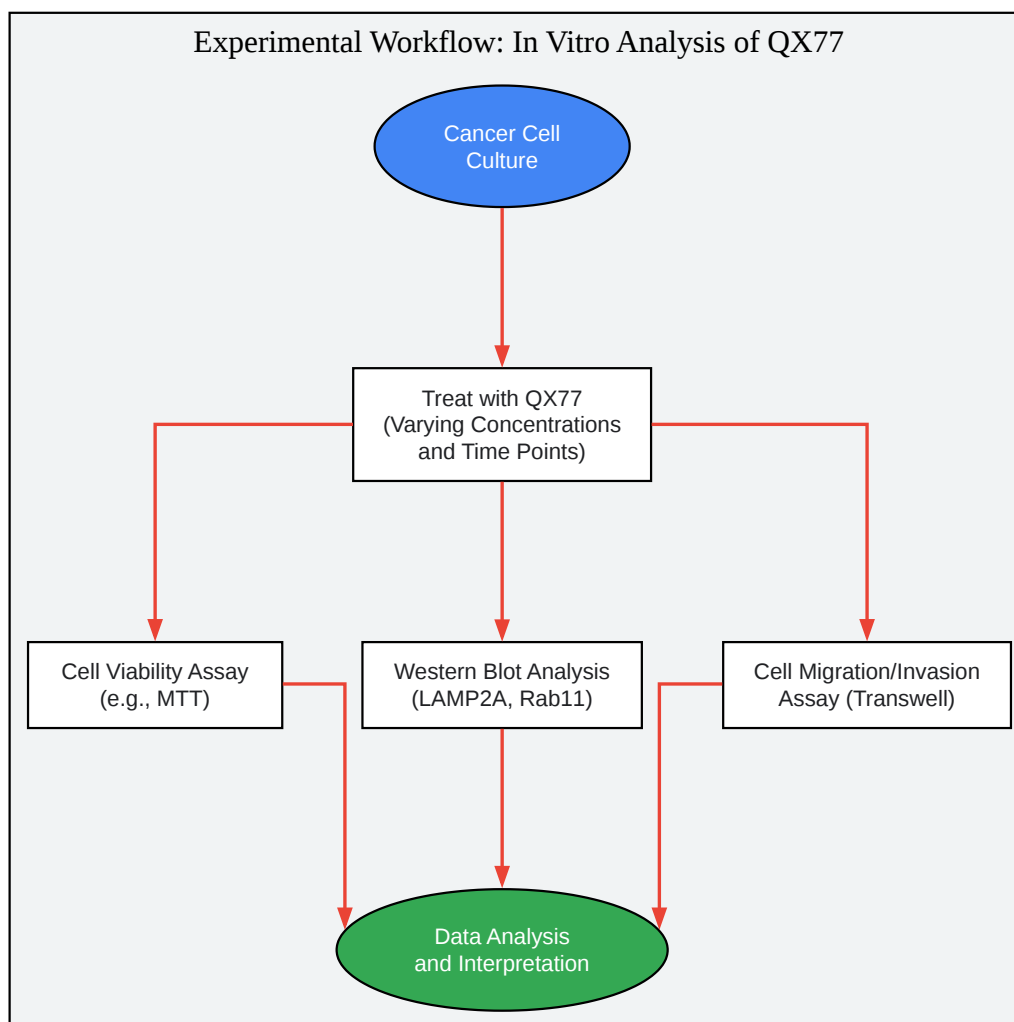 Experimental Workflow: In Vitro Analysis of QX77
Cancer Cell
Culture
Treat with QX77
(Varying Concentrations
and Time Points)
Cell Viability Assay
(e.g., MTT)
Western Blot Analysis
(LAMP2A, Rab11)
Cell Migration/Invasion
Assay (Transwell)
Data Analysis
and Interpretation